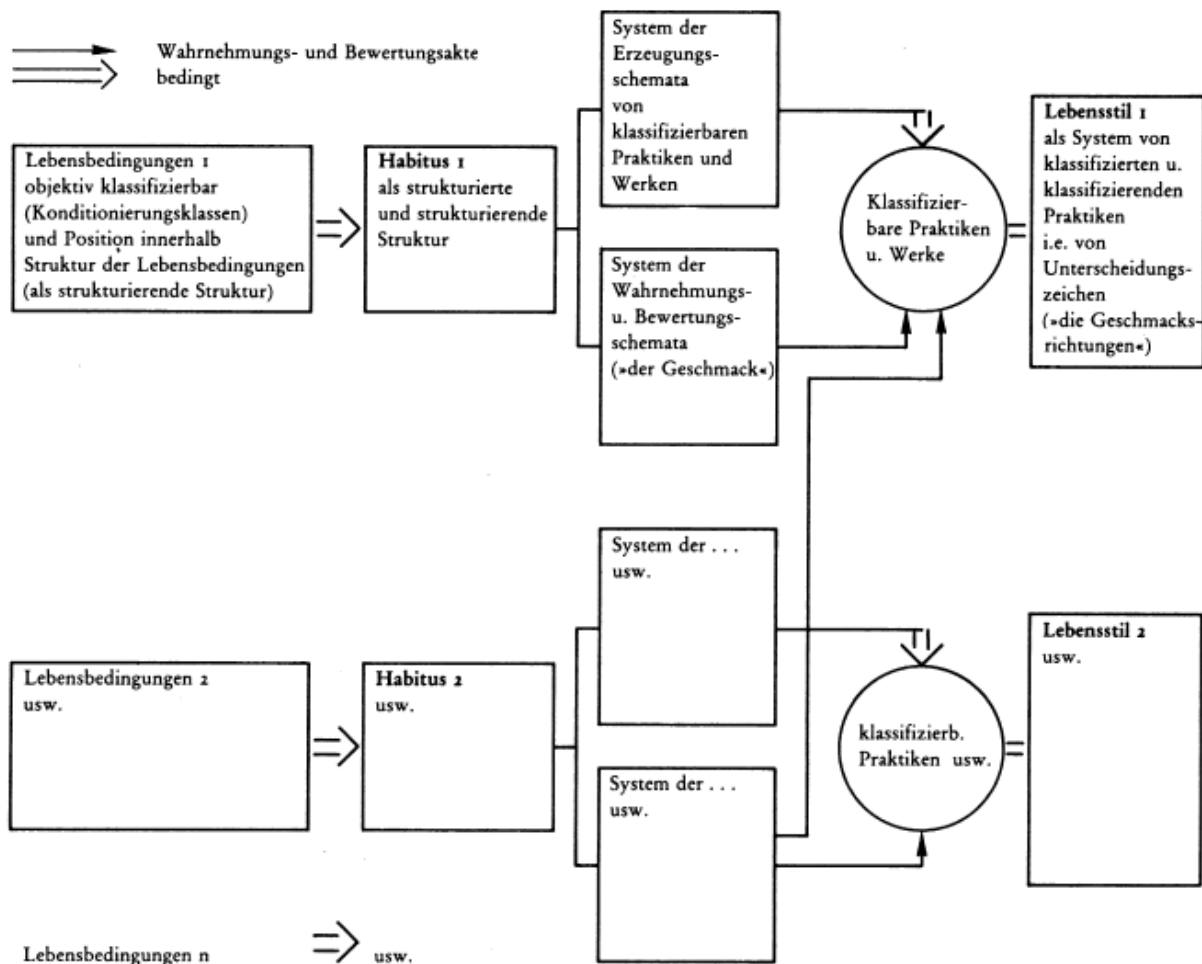 Wahrnehmungs- und Bewertungsakte
bedingt
Lebensbedingungen 1
objektiv klassifizierbar
(Konditionierungsklassen)
und Position innerhalb
Struktur der Lebensbedingungen
(als strukturierende Struktur)
Habitus 1
als strukturierte
und strukturierende
Struktur
System der
Erzeugungs-
schemata
von
klassifizierbaren
Praktiken und
Werken
System der
Wahrnehmungs-
u. Bewertungs-
schemata
(»der Geschmack«)
Klassifizier-
bare Praktiken
u. Werke
Lebensstil 1
als System von
klassifizierten u.
klassifizierenden
Praktiken
i.e. von
Unterscheidungs-
zeichen
(»die Geschmacks-
richtungen«)
Lebensbedingungen 2
usw.
Habitus 2
usw.
System der . . .
usw.
System der . . .
usw.
klassifizierb.
Praktiken usw.
Lebensstil 2
usw.
Lebensbedingungen n
usw.